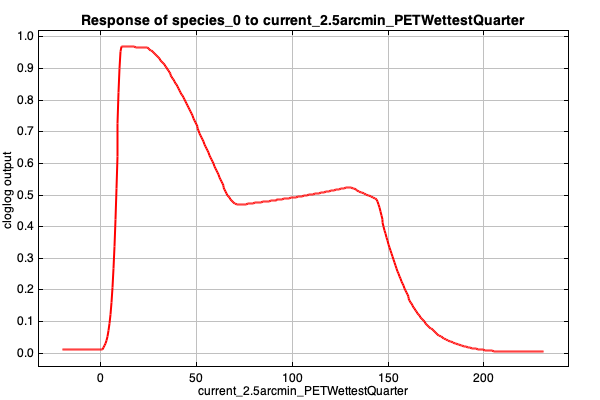 Response of species_0 to current_2.5arcmin_PETWettestQuarter
1.0
0.9
0.8
0.7
0.6
0.5
0.4
0.3
0.2
0.1
0.0
cloglog output
0 50 100 150 200
current_2.5arcmin_PETWettestQuarter